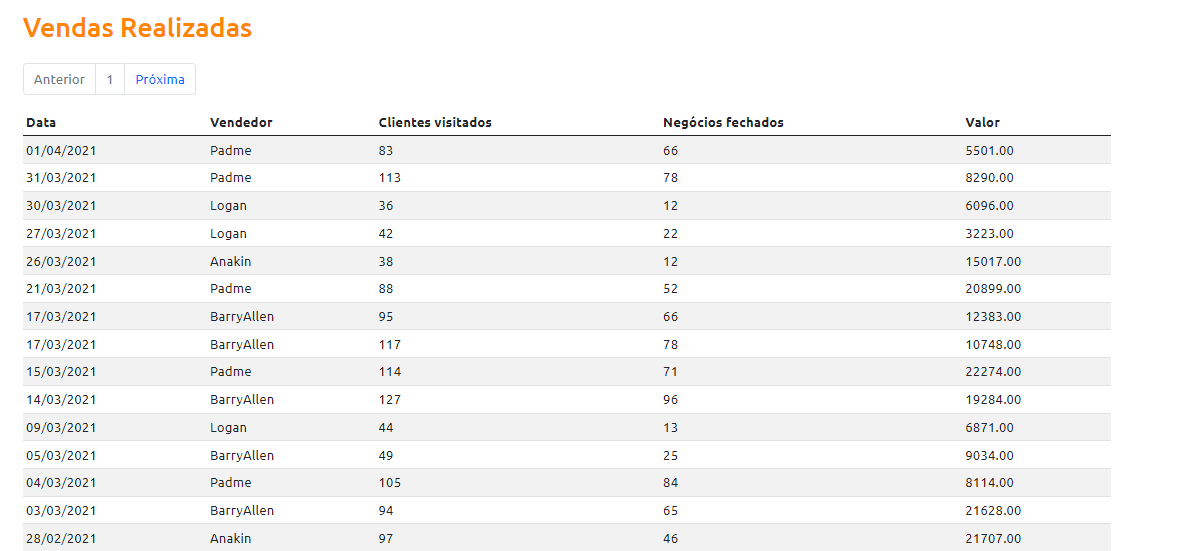 Vendas Realizadas
Anterior 1 Próxima
Data Vendedor Clientes visitados Negócios fechados Valor
01/04/2021 Padme 83 66 5501.00
31/03/2021 Padme 113 78 8290.00
30/03/2021 Logan 36 12 6096.00
27/03/2021 Logan 42 22 3223.00
26/03/2021 Anakin 38 12 15017.00
21/03/2021 Padme 88 52 20899.00
17/03/2021 BarryAllen 95 66 12383.00
17/03/2021 BarryAllen 117 78 10748.00
15/03/2021 Padme 114 71 22274.00
14/03/2021 BarryAllen 127 96 19284.00
09/03/2021 Logan 44 13 6871.00
05/03/2021 BarryAllen 49 25 9034.00
04/03/2021 Padme 105 84 8114.00
03/03/2021 BarryAllen 94 65 21628.00
28/02/2021 Anakin 97 46 21707.00